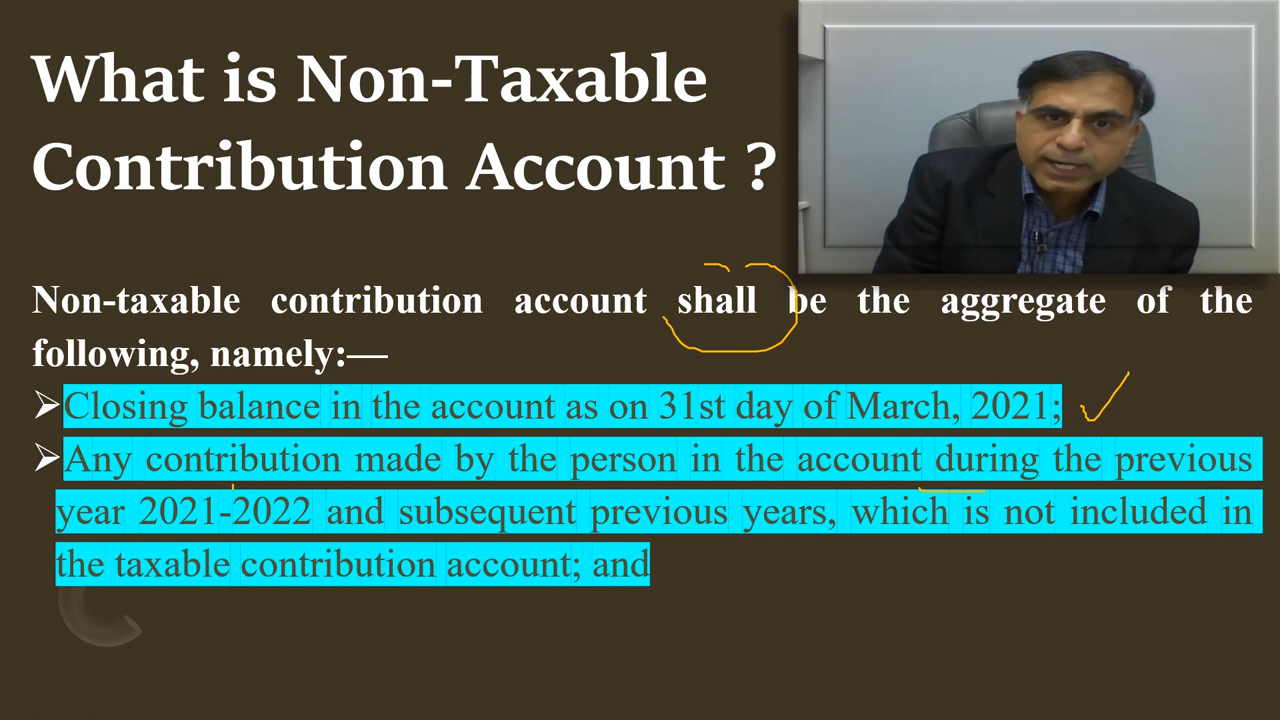 What is Non-Taxable
Contribution Account ?
Non-taxable contribution account shall be the aggregate of the
following, namely:—
➢Closing balance in the account as on 31st day of March, 2021;
➢Any contribution made by the person in the account during the previous
year 2021-2022 and subsequent previous years, which is not included in
the taxable contribution account; and